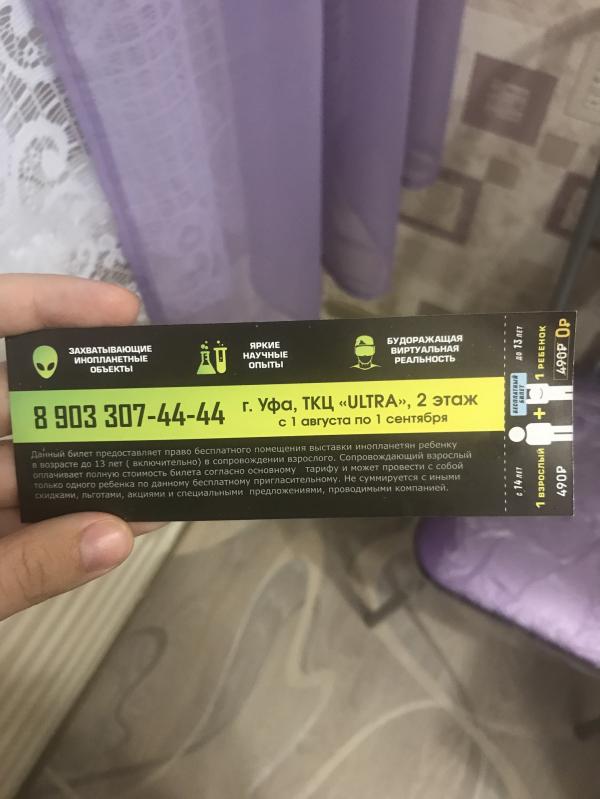 ЗАХВАТЫВАЮЩИЕ
ИНОПЛАНЕТНЫЕ
ОБЪЕКТЫ
ЯРКИЕ
НАУЧНЫЕ
ОПЫТЫ
БУДОРАЖАЩАЯ
ВИРТУАЛЬНАЯ
РЕАЛЬНОСТЬ
8 903 307-44-44
г. Уфа, ТКЦ «ULTRA», 2 этаж
с 1 августа по 1 сентября
Данный билет предоставляет право бесплатного помещения выставки инопланетян ребенку
в возрасте до 13 лет ( включительно) в сопровождении взрослого. Сопровождающий взрослый
оплачивает полную стоимость билета согласно основному тарифу и может провести с собой
только одного ребенка по данному бесплатному пригласительному. Не суммируется с иными
скидками, льготами, акциями и специальными предложениями, проводимыми компанией.
с 14 ЛЕТ
до 13 ЛЕТ
БЕСПЛАТНЫЙ
БИЛЕТ
1 ВЗРОСЛЫЙ + 1 РЕБЕНОК
490Р
490Р 0Р